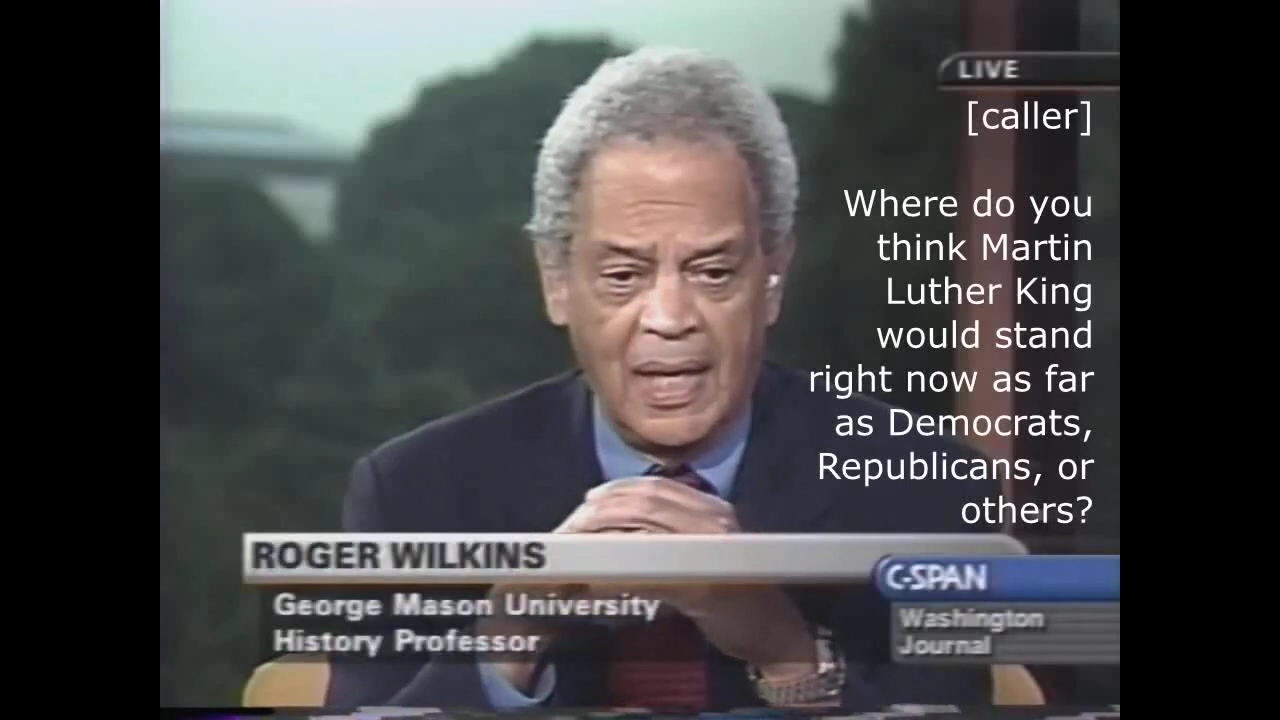 LIVE
[caller]
Where do you
think Martin
Luther King
would stand
right now as far
as Democrats,
Republicans, or
others?
ROGER WILKINS
George Mason University
History Professor
C-SPAN
Washington
Journal